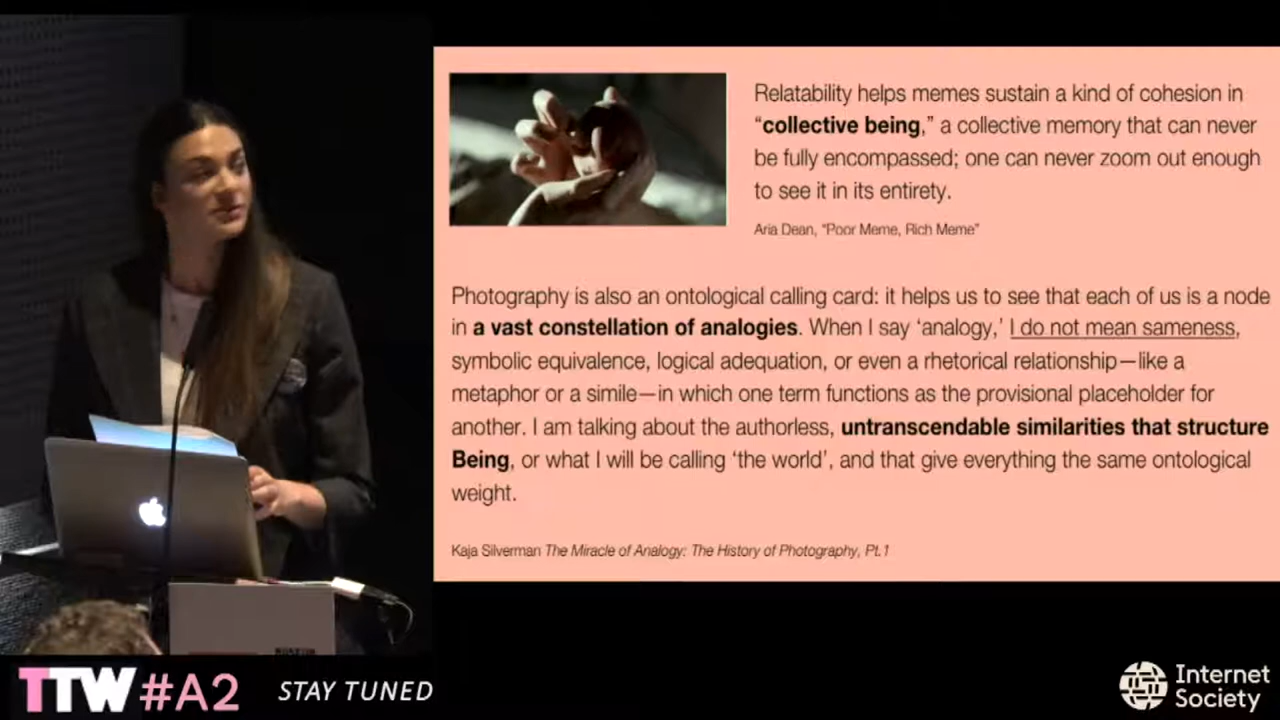 Relatability helps memes sustain a kind of cohesion in
“collective being,” a collective memory that can never
be fully encompassed; one can never zoom out enough
to see it in its entirety.
Aria Dean, “Poor Meme, Rich Meme”
Photography is also an ontological calling card: it helps us to see that each of us is a node
in a vast constellation of analogies. When I say ‘analogy,’ I do not mean sameness,
symbolic equivalence, logical adequation, or even a rhetorical relationship—like a
metaphor or a simile—in which one term functions as the provisional placeholder for
another. I am talking about the authorless, untranscendable similarities that structure
Being, or what I will be calling ‘the world’, and that give everything the same ontological
weight.
Kaja Silverman The Miracle of Analogy: The History of Photography, Pt.1
TTW #A2 STAY TUNED
Internet
Society